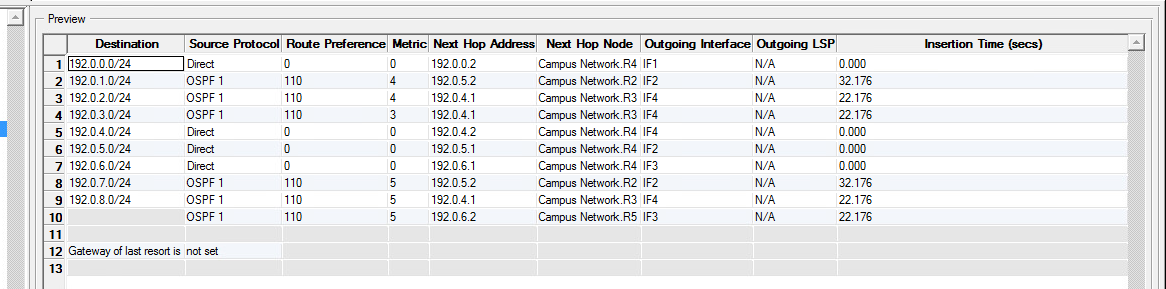 Preview
Destination Source Protocol Route Preference Metric Next Hop Address Next Hop Node Outgoing Interface Outgoing LSP Insertion Time (secs)
1 192.0.0.0/24 Direct 0 0 192.0.0.2 Campus Network.R4 IF1 N/A 0.000
2 192.0.1.0/24 OSPF 1 110 4 192.0.5.2 Campus Network.R2 IF2 N/A 32.176
3 192.0.2.0/24 OSPF 1 110 4 192.0.4.1 Campus Network.R3 IF4 N/A 22.176
4 192.0.3.0/24 OSPF 1 110 3 192.0.4.1 Campus Network.R3 IF4 N/A 22.176
5 192.0.4.0/24 Direct 0 0 192.0.4.2 Campus Network.R4 IF4 N/A 0.000
6 192.0.5.0/24 Direct 0 0 192.0.5.1 Campus Network.R4 IF2 N/A 0.000
7 192.0.6.0/24 Direct 0 0 192.0.6.1 Campus Network.R4 IF3 N/A 0.000
8 192.0.7.0/24 OSPF 1 110 5 192.0.5.2 Campus Network.R2 IF2 N/A 32.176
9 192.0.8.0/24 OSPF 1 110 5 192.0.4.1 Campus Network.R3 IF4 N/A 22.176
10 OSPF 1 110 5 192.0.6.2 Campus Network.R5 IF3 N/A 22.176
11
12 Gateway of last resort is not set
13